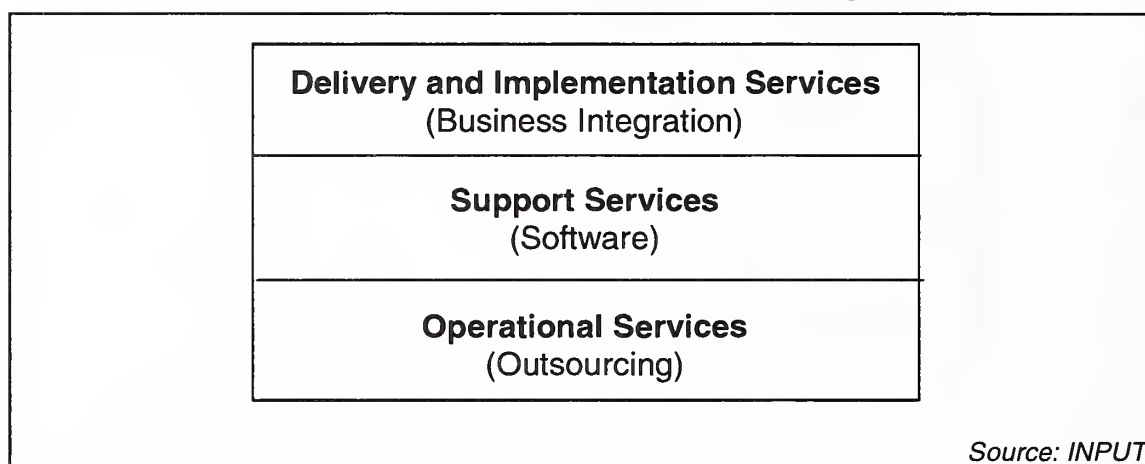 Delivery and Implementation Services
(Business Integration)
Support Services
(Software)
Operational Services
(Outsourcing)
Source: INPUT